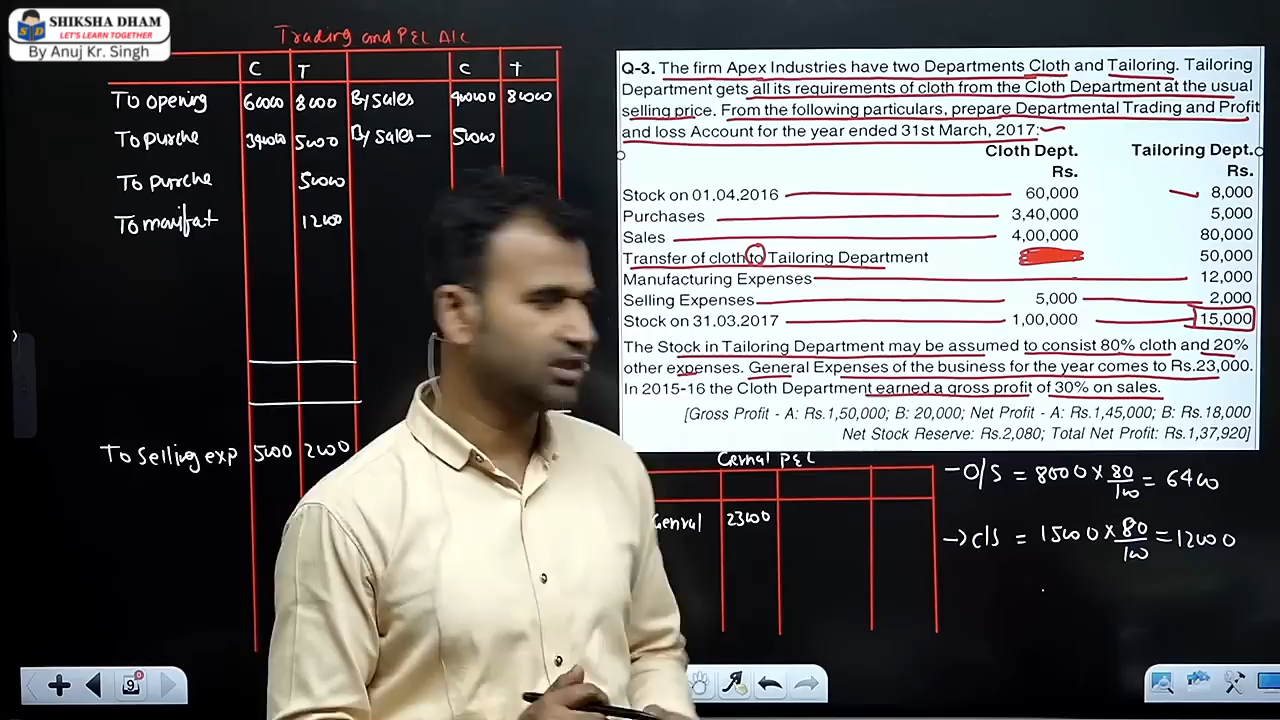 SHIKSHA DHAM
LET'S LEARN TOGETHER
By Anuj Kr. Singh
Trading and P&L A/c
C T C T
To opening 60000 8000 By Sales 400000 80000
To purche 340000 5000 By Sales — 50000
To purche 50000
To manufat 12000
To Selling exp 5000 2000
Q-3. The firm Apex Industries have two Departments Cloth and Tailoring. Tailoring
Department gets all its requirements of cloth from the Cloth Department at the usual
selling price. From the following particulars, prepare Departmental Trading and Profit
and loss Account for the year ended 31st March, 2017:
Cloth Dept. Tailoring Dept.
Rs. Rs.
Stock on 01.04.2016 60,000 8,000
Purchases 3,40,000 5,000
Sales 4,00,000 80,000
Transfer of cloth to Tailoring Department 50,000
Manufacturing Expenses 12,000
Selling Expenses 5,000 2,000
Stock on 31.03.2017 1,00,000 15,000
The Stock in Tailoring Department may be assumed to consist 80% cloth and 20%
other expenses. General Expenses of the business for the year comes to Rs.23,000.
In 2015-16 the Cloth Department earned a gross profit of 30% on sales.
[Gross Profit - A: Rs.1,50,000; B: 20,000; Net Profit - A: Rs.1,45,000; B: Rs.18,000
Net Stock Reserve: Rs.2,080; Total Net Profit: Rs.1,37,920]
P&L
23000
→ O/S = 8000 × 80/100 = 6400
→ C/S = 15000 × 80/100 = 12000
9